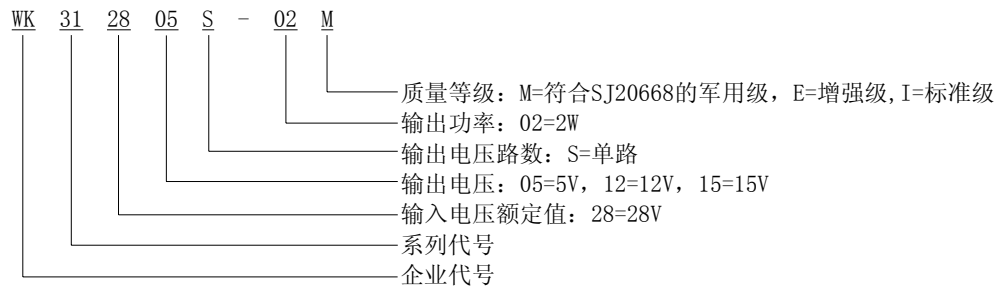 WK 31 28 05 S - 02 M
质量等级：M=符合SJ20668的军用级，E=增强级,I=标准级
输出功率：02=2W
输出电压路数：S=单路
输出电压：05=5V，12=12V，15=15V
输入电压额定值：28=28V
系列代号
企业代号